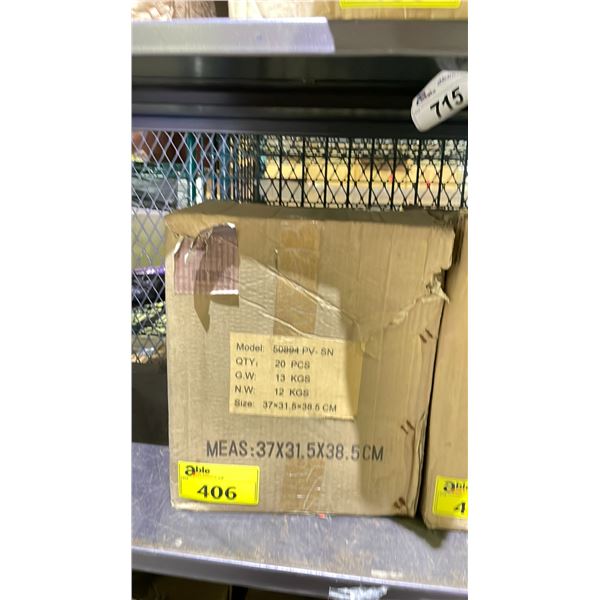 715
Model: 50894 PV-SN
QTY: 20 PCS
G.W: 13 KGS
N.W: 12 KGS
Size: 37×31.5×38.5 CM
MEAS:37X31.5X38.5CM
able
406
able
4